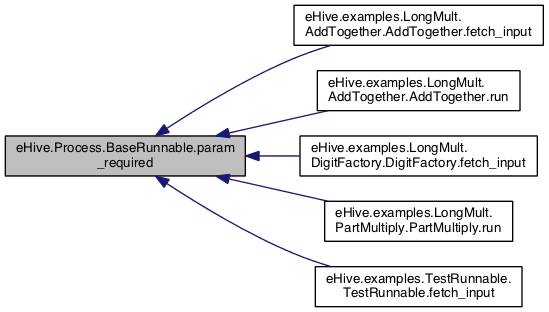 eHive.examples.LongMult.
AddTogether.AddTogether.fetch_input
eHive.examples.LongMult.
AddTogether.AddTogether.run
eHive.Process.BaseRunnable.param
_required
eHive.examples.LongMult.
DigitFactory.DigitFactory.fetch_input
eHive.examples.LongMult.
PartMultiply.PartMultiply.run
eHive.examples.TestRunnable.
TestRunnable.fetch_input